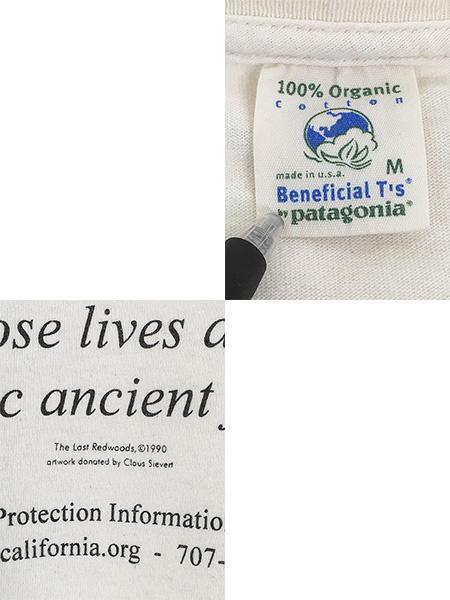 100% Organic
Cotton
made in u.s.a. M
Beneficial T's®
by patagonia®
ose lives a
c ancient
The Last Redwoods, ©1990
artwork donated by Claus Sievert
Protection Informatio
california.org - 707-